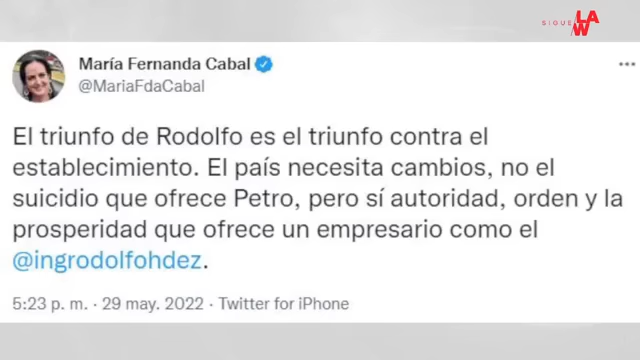 SIGUE LA W
María Fernanda Cabal
@MariaFdaCabal
El triunfo de Rodolfo es el triunfo contra el
establecimiento. El país necesita cambios, no el
suicidio que ofrece Petro, pero sí autoridad, orden y la
prosperidad que ofrece un empresario como el
@ingrodolfohdez.
5:23 p. m. · 29 may. 2022 · Twitter for iPhone